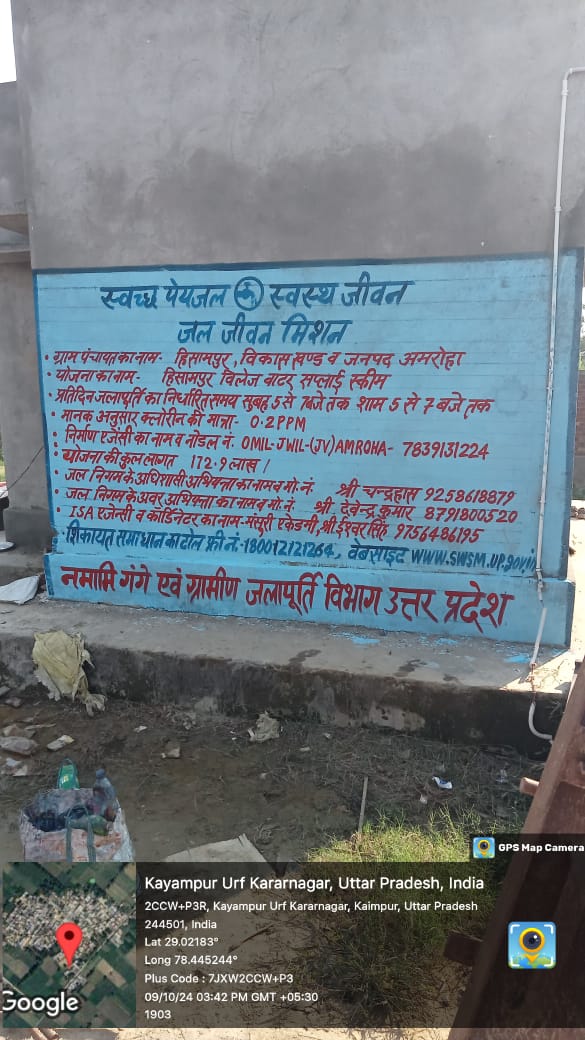 स्वच्छ पेयजल स्वस्थ जीवन
जल जीवन मिशन
• ग्राम पंचायत का नाम- हिसामपुर, विकास खण्ड व जनपद अमरोहा
• योजना का नाम- हिसामपुर विलेज वाटर सप्लाई स्कीम
• प्रतिदिन जलापूर्ति का निर्धारित समय सुबह 5 से 7 बजे तक शाम 5 से 7 बजे तक
• मानक अनुसार क्लोरीन की मात्रा- 0.2PPM
• निर्माण एजेंसी का नाम व नोडल नं. OMIL-JWIL-(JV)AMROHA- 7839131224
• योजना की कुल लागत 172.9 लाख /
• जल निगम के अधिशासी अभियन्ता का नाम व मो. नं. श्री चन्द्रहास 9258618879
• जल निगम के अवर अभियन्ता का नाम व मो. नं. श्री देवेन्द्र कुमार 8791800520
• ISA एजेन्सी व कॉर्डिनेटर का नाम- मंसूरी एकेडमी, श्री ईश्वर सिंह 9756486195
शिकायत समाधान का टोल फ्री नं.- 180012121264, वेबसाइट WWW.SWSM.UP.gov.in
नमामि गंगे एवं ग्रामीण जलापूर्ति विभाग उत्तर प्रदेश
GPS Map Camera
Kayampur Urf Kararnagar, Uttar Pradesh, India
2CCW+P3R, Kayampur Urf Kararnagar, Kaimpur, Uttar Pradesh
244501, India
Lat 29.02183°
Long 78.445244°
Plus Code : 7JXW2CCW+P3
09/10/24 03:42 PM GMT +05:30
1903
Google